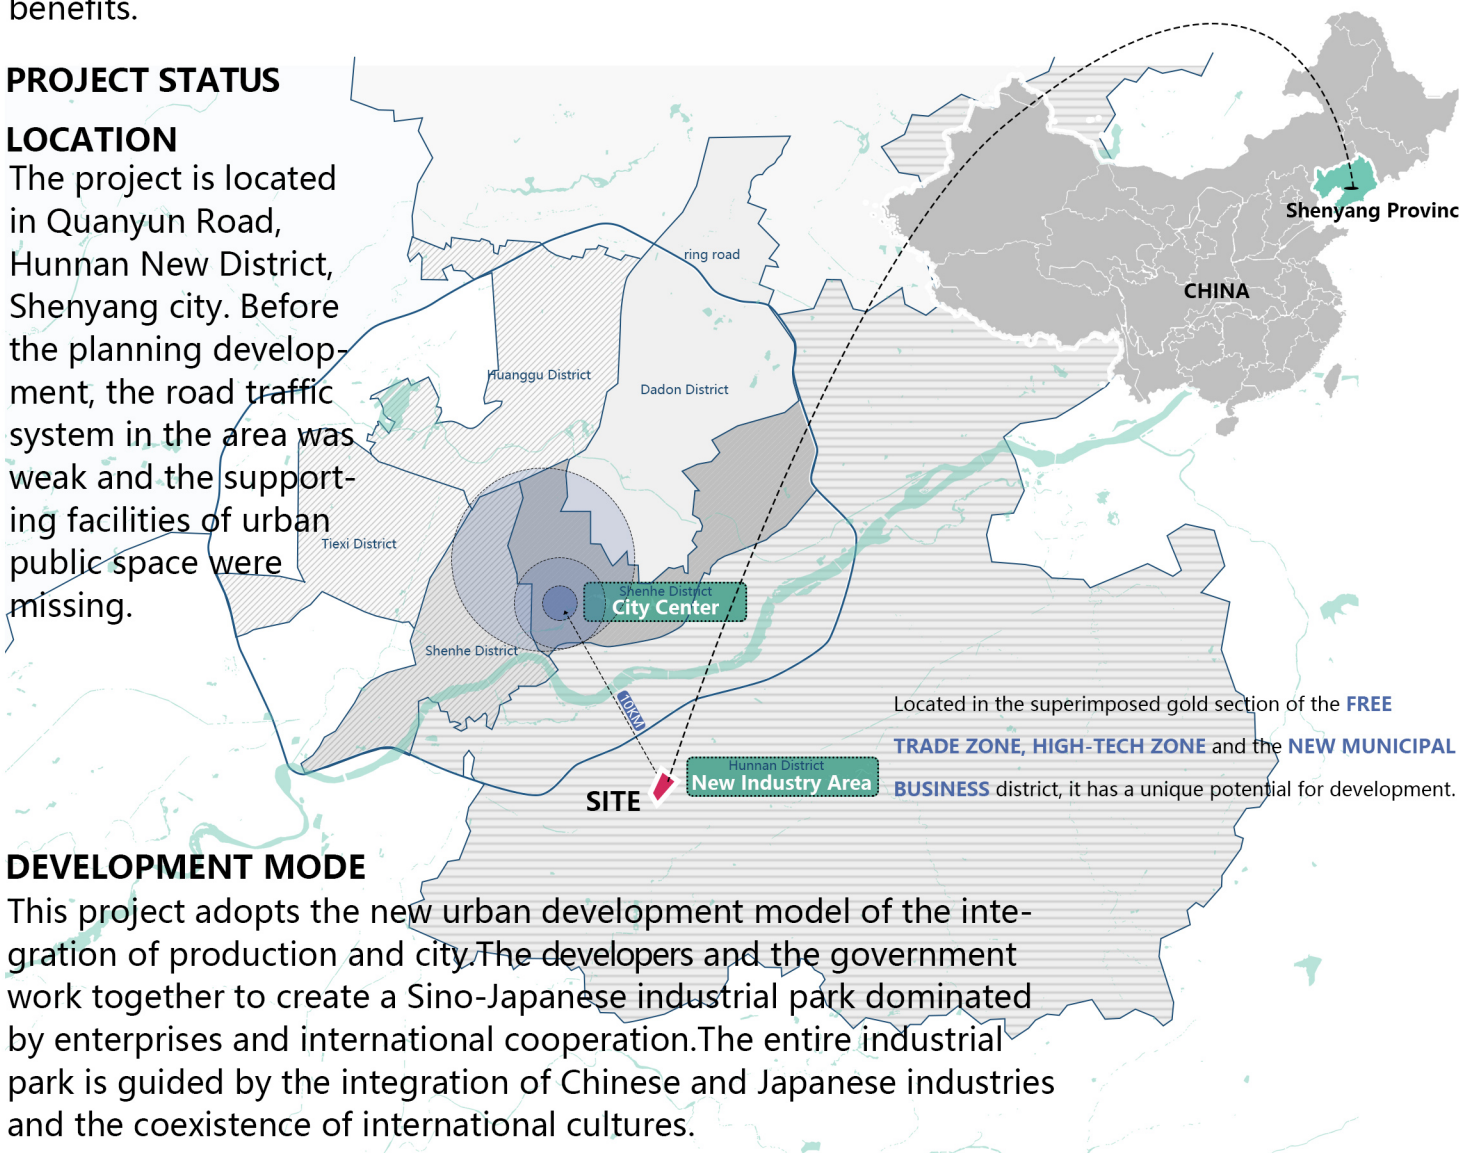 benefits.
PROJECT STATUS
LOCATION
The project is located
in Quanyun Road,
Hunnan New District,
Shenyang city. Before
the planning develop-
ment, the road traffic
system in the area was
weak and the support-
ing facilities of urban
public space were
missing.
ring road
Huanggu District
Dadon District
Tiexi District
Shenhe District
City Center
Shenhe District
10KM
Hunnan District
New Industry Area
SITE
Shenyang Provinc
CHINA
Located in the superimposed gold section of the FREE
TRADE ZONE, HIGH-TECH ZONE and the NEW MUNICIPAL
BUSINESS district, it has a unique potential for development.
DEVELOPMENT MODE
This project adopts the new urban development model of the inte-
gration of production and city.The developers and the government
work together to create a Sino-Japanese industrial park dominated
by enterprises and international cooperation.The entire industrial
park is guided by the integration of Chinese and Japanese industries
and the coexistence of international cultures.